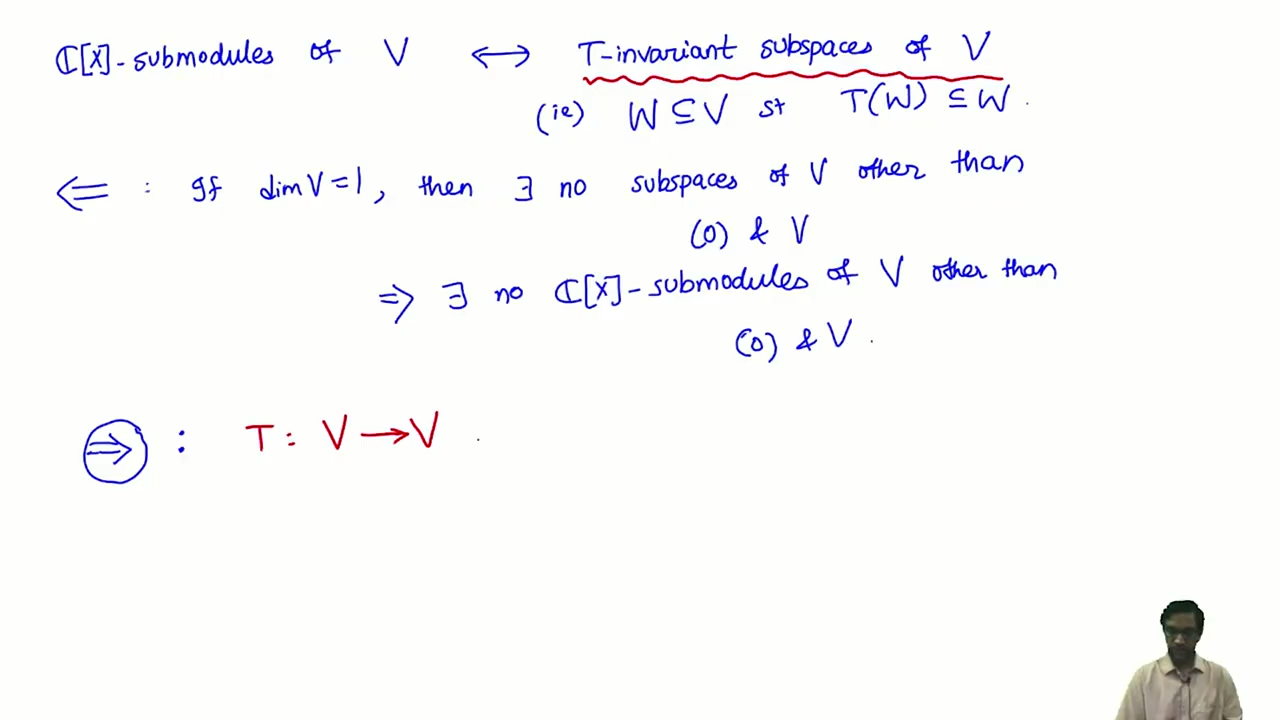 ℂ[X]-submodules of V ⟷ T-invariant subspaces of V
(ie) W ⊆ V st T(W) ⊆ W.
⇐ : If dim V = 1, then ∃ no subspaces of V other than
(0) & V
⇒ ∃ no ℂ[X]-submodules of V other than
(0) & V.
⇒ : T: V → V